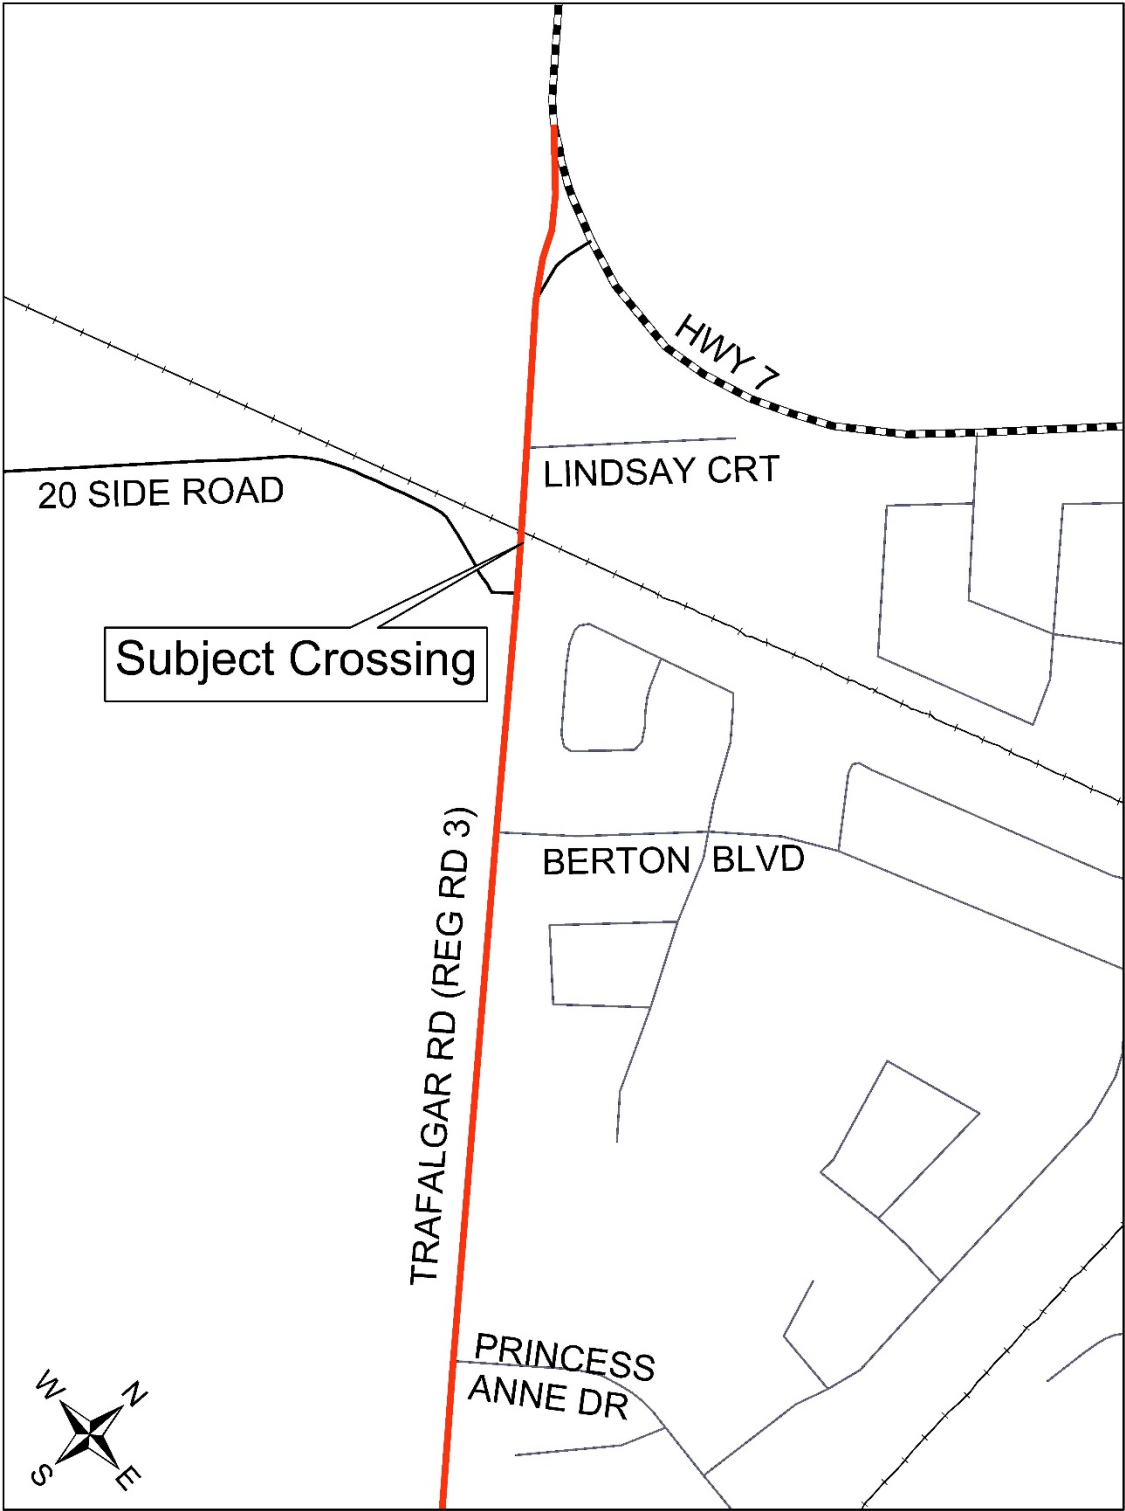 HWY 7
LINDSAY CRT
20 SIDE ROAD
Subject Crossing
TRAFALGAR RD (REG RD 3)
BERTON BLVD
PRINCESS
ANNE DR
W N
S E